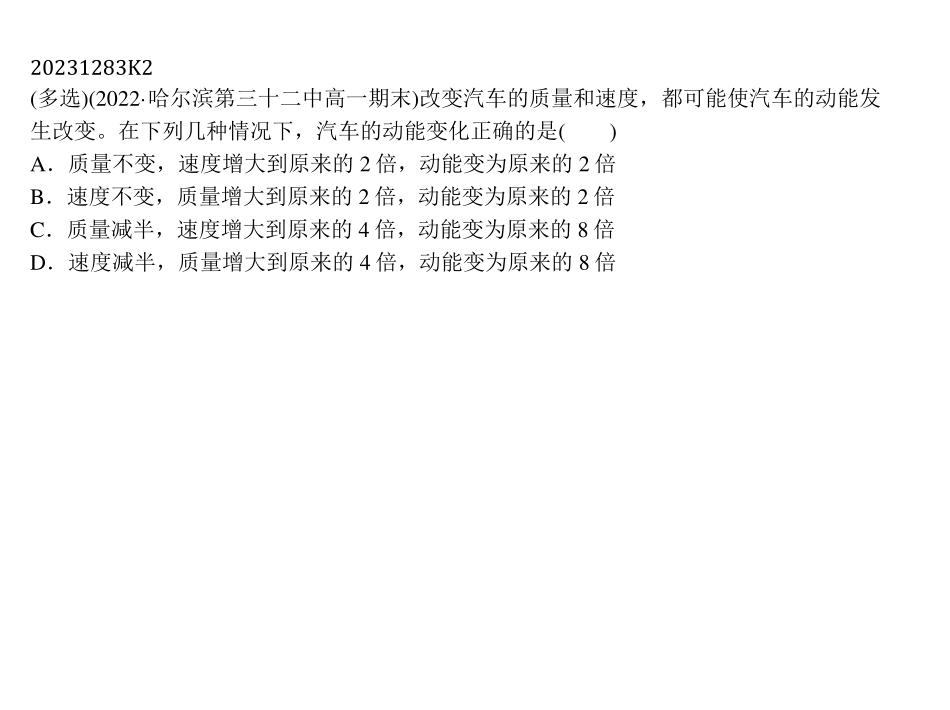 20231283K2
(多选)(2022·哈尔滨第三十二中高一期末)改变汽车的质量和速度，都可能使汽车的动能发
生改变。在下列几种情况下，汽车的动能变化正确的是(　　)
A．质量不变，速度增大到原来的 2 倍，动能变为原来的 2 倍
B．速度不变，质量增大到原来的 2 倍，动能变为原来的 2 倍
C．质量减半，速度增大到原来的 4 倍，动能变为原来的 8 倍
D．速度减半，质量增大到原来的 4 倍，动能变为原来的 8 倍